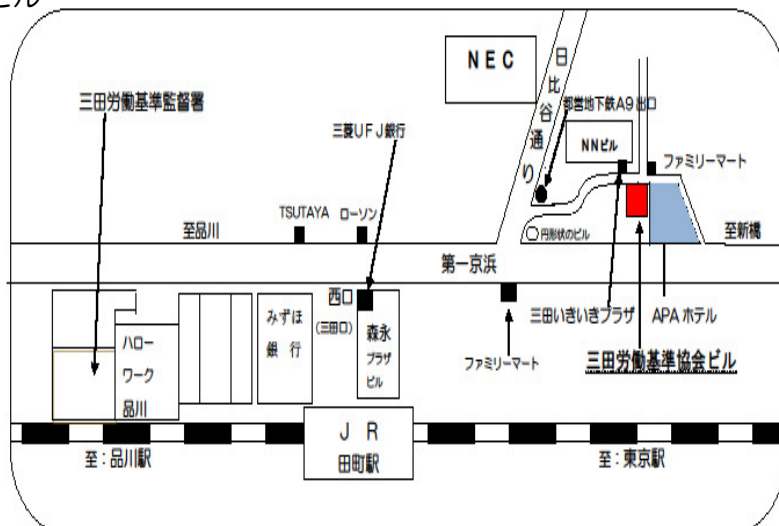 ビル
NEC
日比谷通り
三田労働基準監督署
都営地下鉄A9出口
三菱UFJ銀行
NNビル
ファミリーマート
TSUTAYA ローソン
至品川
円形状のビル
至新橋
第一京浜
西口
(三田口)
みずほ
銀行
森永
プラザ
ビル
三田いきいきプラザ
APAホテル
ハロー
ワーク
品川
ファミリーマート
三田労働基準協会ビル
JR
田町駅
至:品川駅
至:東京駅